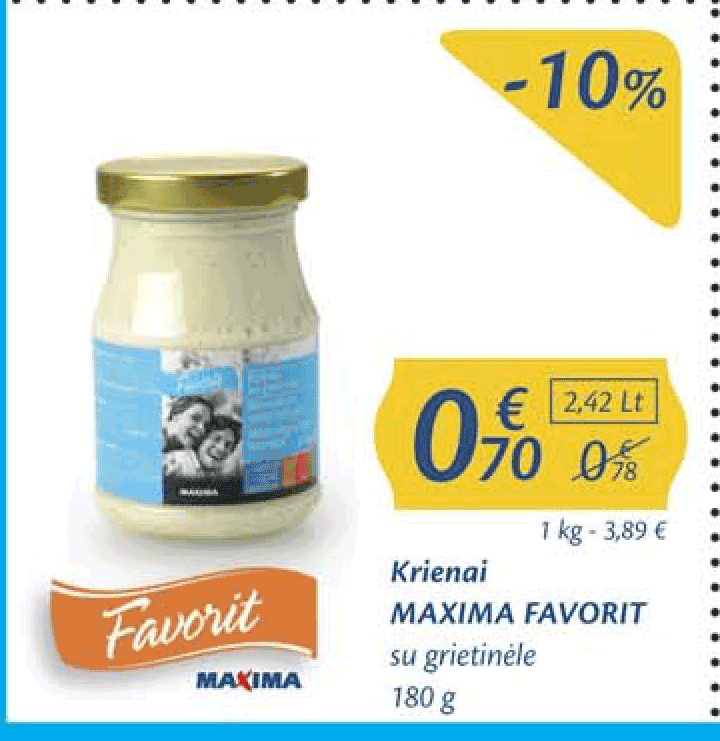 -10%
0,70 €
2,42 Lt
0,78 €
1 kg - 3,89 €
Krienai
MAXIMA FAVORIT
su grietinėle
180 g
Favorit
MAXIMA
MAXIMA